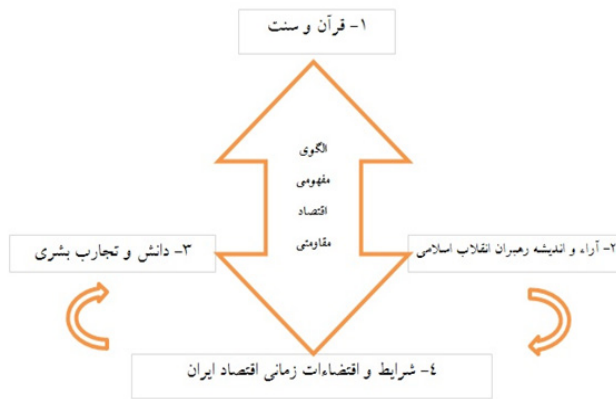 ۱- قرآن و سنت
الگوی
مفهومی
اقتصاد
مقاومتی
۲- آراء و اندیشه رهبران انقلاب اسلامی
۳- دانش و تجارب بشری
٤- شرایط و اقتضاءات زمانی اقتصاد ایران